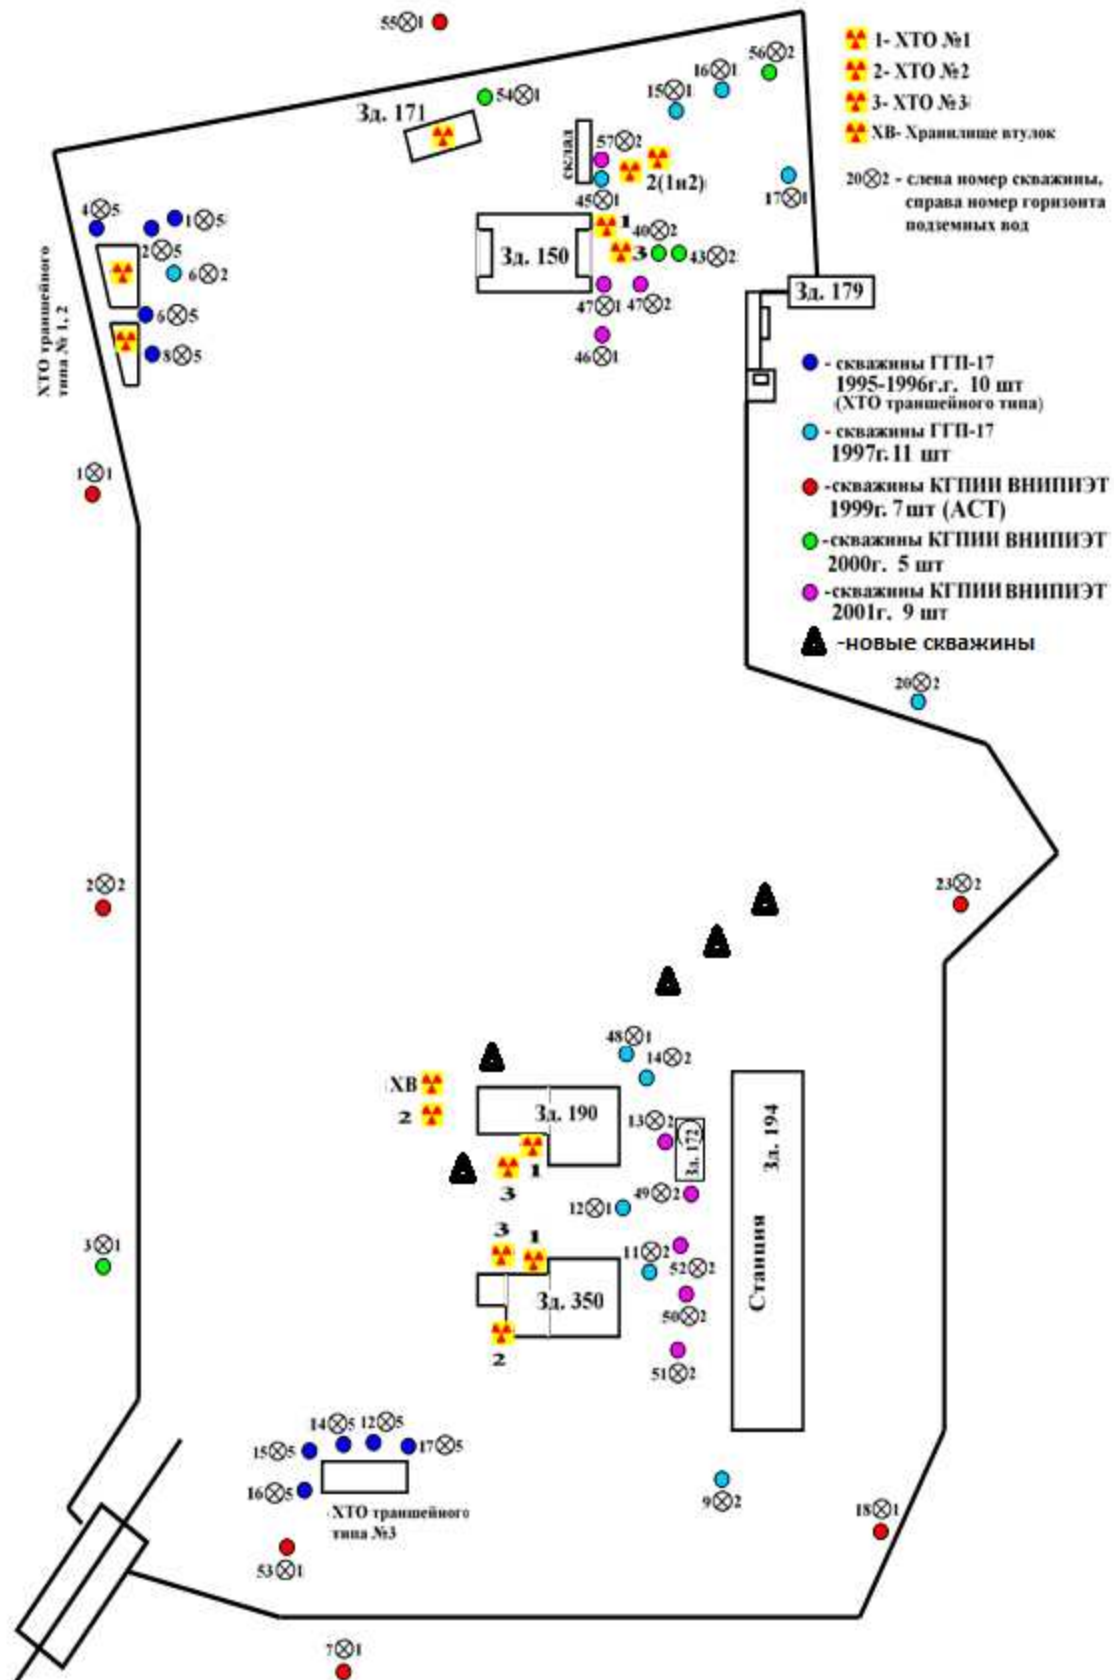 55⊗1
1- ХТО №1
2- ХТО №2
3- ХТО №3
ХВ- Хранилище втулок
20⊗2 - слева номер скважины,
справа номер горизонта
подземных вод
56⊗2
16⊗1
15⊗1
54⊗1
Зд. 171
склад
57⊗2
2(1и2)
45⊗1
17⊗1
4⊗5
1⊗5
2⊗5
6⊗2
6⊗5
8⊗5
ХТО траншейного
типа № 1, 2
Зд. 150
1
40⊗2
3
43⊗2
47⊗1
47⊗2
46⊗1
Зд. 179
- скважины ГГП-17
1995-1996г.г. 10 шт
(ХТО траншейного типа)
- скважины ГГП-17
1997г. 11 шт
-скважины КГПИИ ВНИПИЭТ
1999г. 7 шт (АСТ)
-скважины КГПИИ ВНИПИЭТ
2000г. 5 шт
-скважины КГПИИ ВНИПИЭТ
2001г. 9 шт
-новые скважины
1⊗1
20⊗2
2⊗2
23⊗2
48⊗1
14⊗2
ХВ
2
Зд. 190
13⊗2
Зд. 172
Зд. 194
Станция
1
3
49⊗2
12⊗1
3
1
11⊗2
52⊗2
3⊗1
Зд. 350
50⊗2
2
51⊗2
14⊗5
12⊗5
15⊗5
17⊗5
16⊗5
ХТО траншейного
типа №3
9⊗2
18⊗1
53⊗1
7⊗1